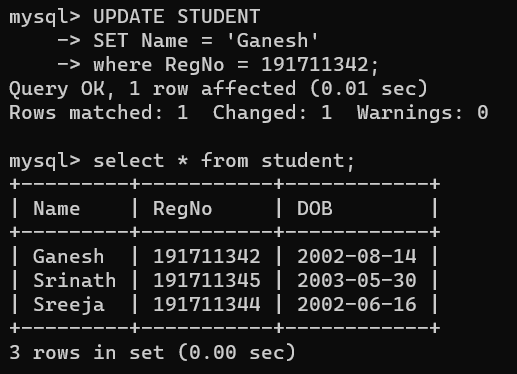 mysql> UPDATE STUDENT
    -> SET Name = 'Ganesh'
    -> where RegNo = 191711342;
Query OK, 1 row affected (0.01 sec)
Rows matched: 1  Changed: 1  Warnings: 0

mysql> select * from student;
+---------+-----------+------------+
| Name    | RegNo     | DOB        |
+---------+-----------+------------+
| Ganesh  | 191711342 | 2002-08-14 |
| Srinath | 191711345 | 2003-05-30 |
| Sreeja  | 191711344 | 2002-06-16 |
+---------+-----------+------------+
3 rows in set (0.00 sec)